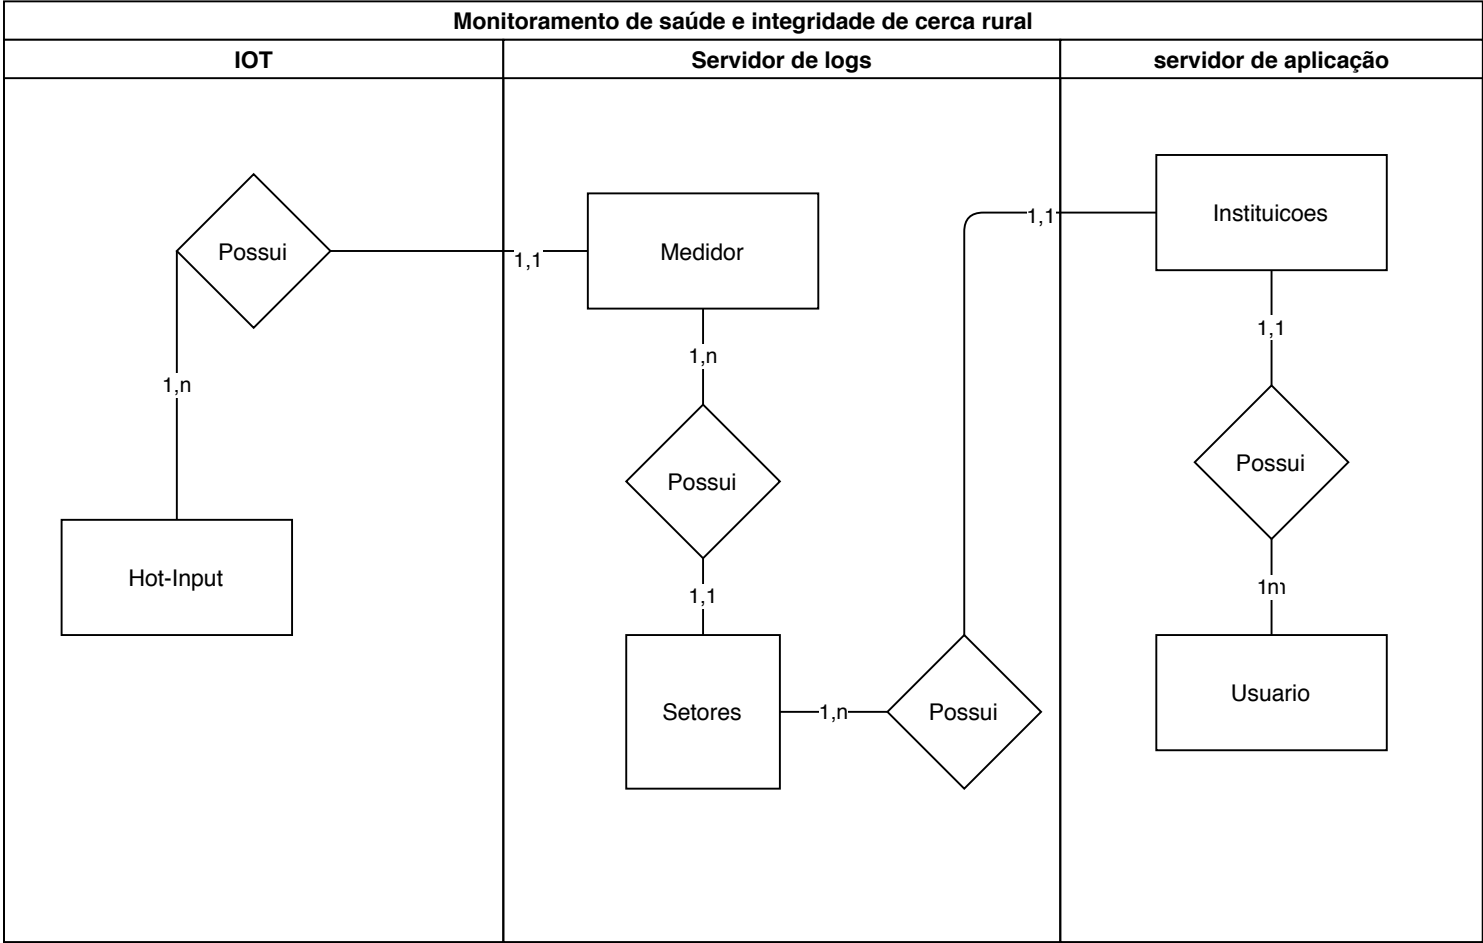 Monitoramento de saúde e integridade de cerca rural
IOT
Servidor de logs
servidor de aplicação
Possui
1,1
Medidor
1,1
Instituicoes
1,n
1,n
1,1
Possui
Possui
Hot-Input
1,1
1m
Setores
1,n
Possui
Usuario